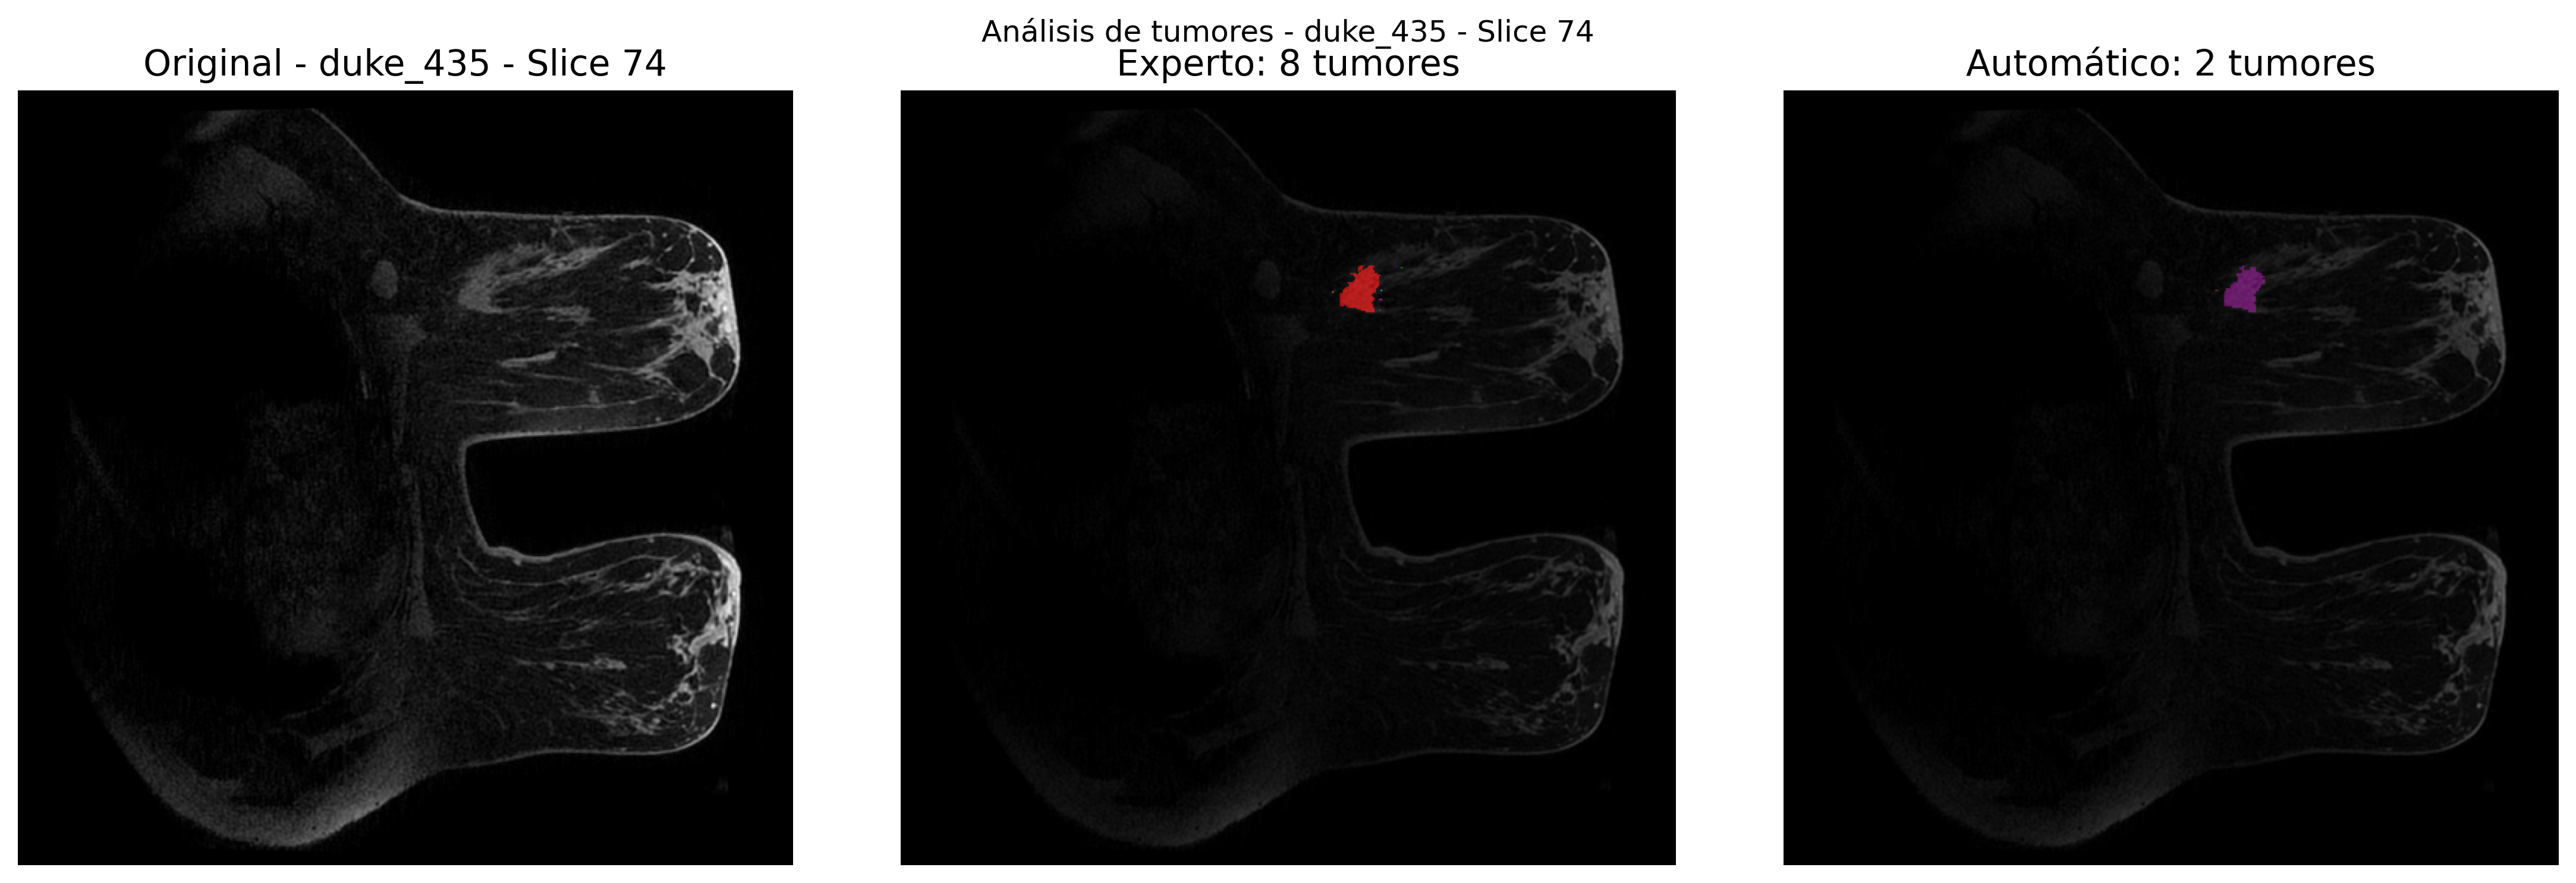 Análisis de tumores - duke_435 - Slice 74
Original - duke_435 - Slice 74
Experto: 8 tumores
Automático: 2 tumores